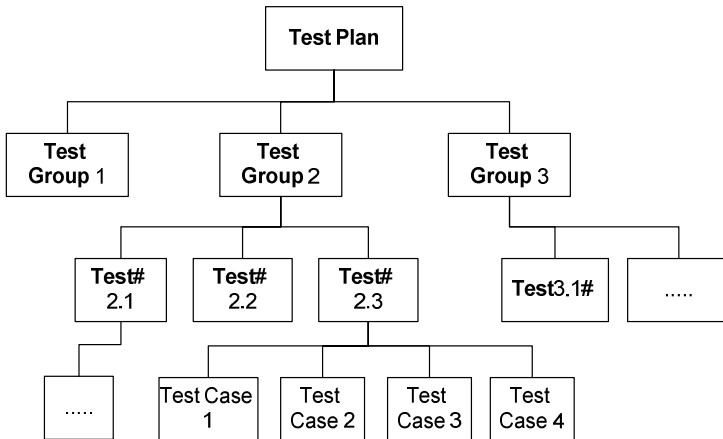 Test Plan
Test
Group 1
Test
Group 2
Test
Group 3
Test#
2.1
Test#
2.2
Test#
2.3
Test3.1#
.....
.....
Test Case
1
Test
Case 2
Test
Case 3
Test
Case 4